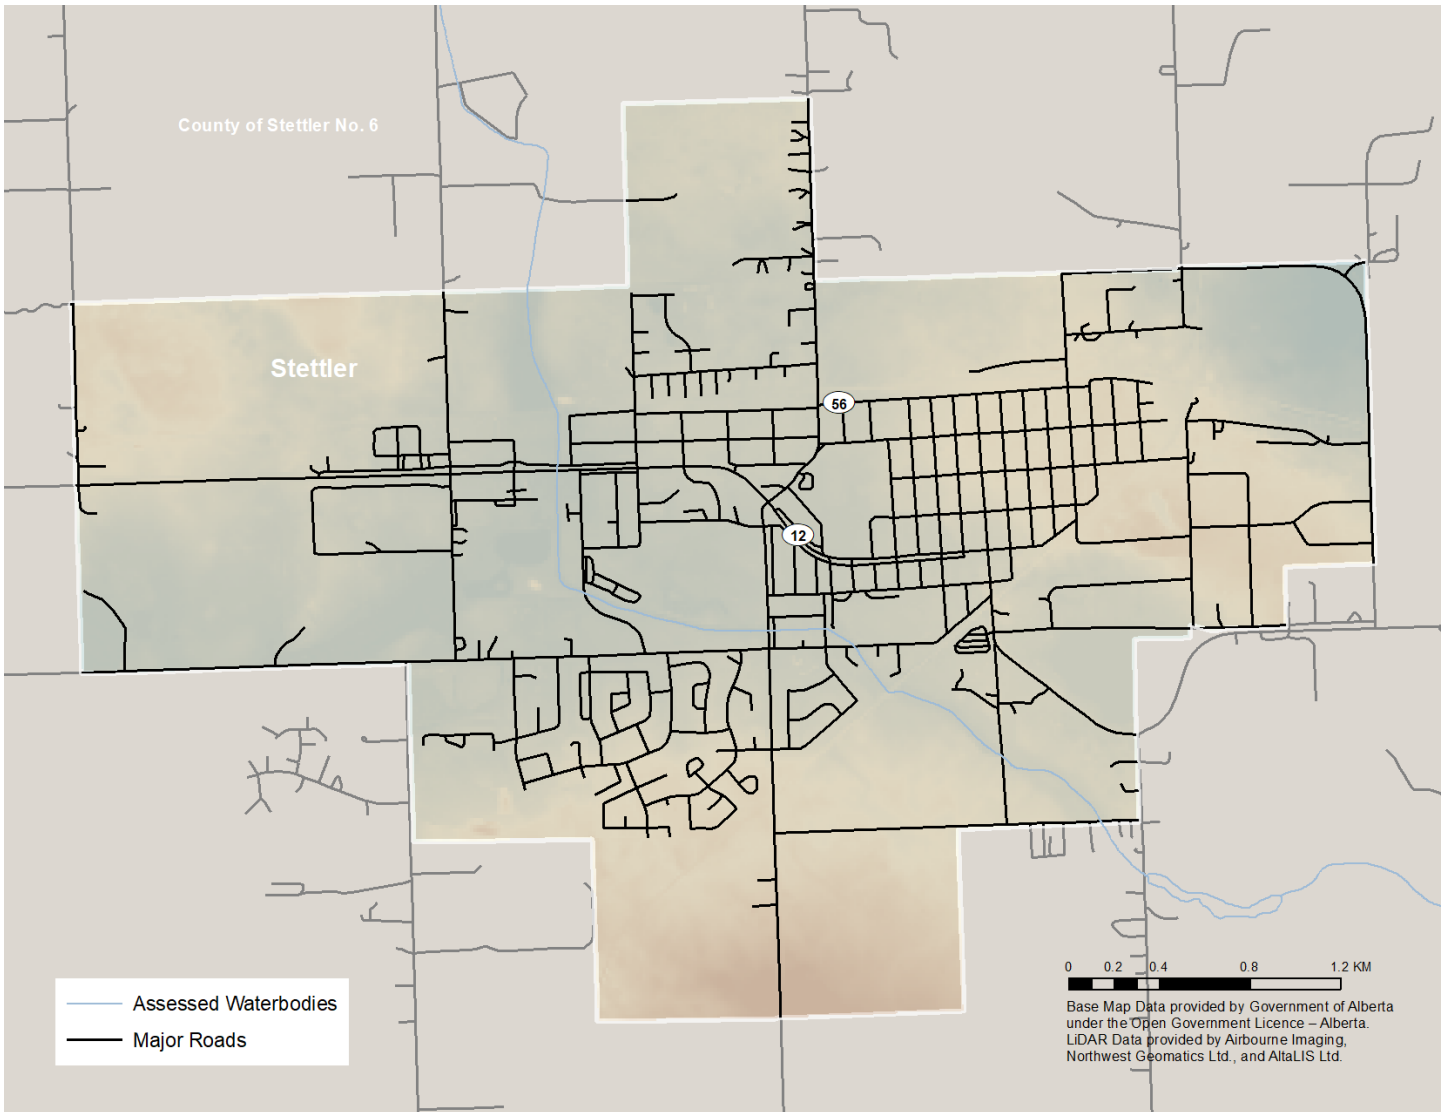 County of Stettler No. 6
Stettler
56
12
Assessed Waterbodies
Major Roads
0 0.2 0.4 0.8 1.2 KM
Base Map Data provided by Government of Alberta
under the Open Government Licence – Alberta.
LiDAR Data provided by Airbourne Imaging,
Northwest Geomatics Ltd., and AltaLIS Ltd.